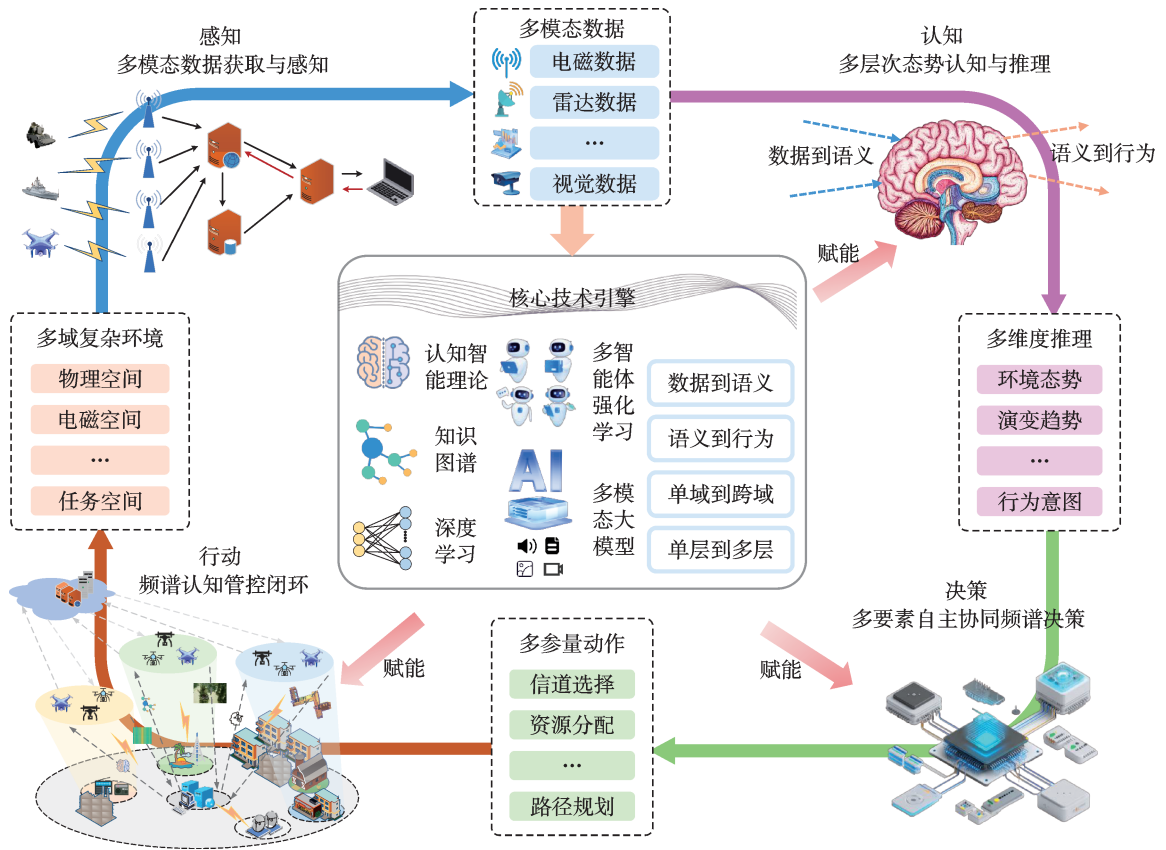 感知
多模态数据获取与感知
多模态数据
电磁数据
雷达数据
...
视觉数据
认知
多层次态势认知与推理
数据到语义
语义到行为
赋能
核心技术引擎
认知智
能理论
知识
图谱
深度
学习
多智
能体
强化
学习
AI
多模
态大
模型
数据到语义
语义到行为
单域到跨域
单层到多层
多域复杂环境
物理空间
电磁空间
...
任务空间
多维度推理
环境态势
演变趋势
...
行为意图
行动
频谱认知管控闭环
赋能
多参量动作
信道选择
资源分配
...
路径规划
赋能
决策
多要素自主协同频谱决策